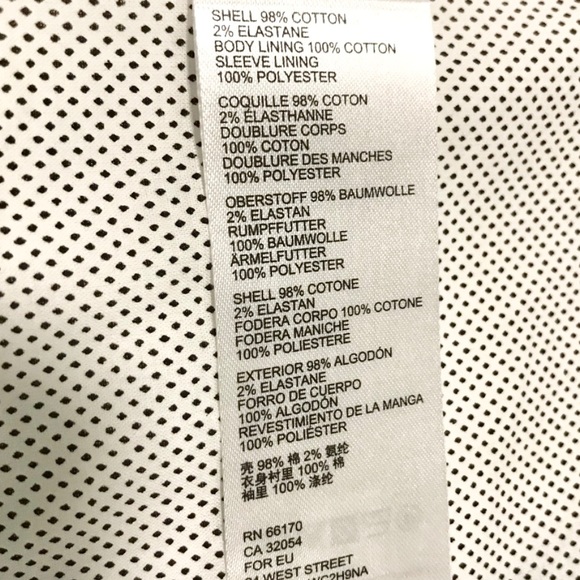 SHELL 98% COTTON
2% ELASTANE
BODY LINING 100% COTTON
SLEEVE LINING
100% POLYESTER
COQUILLE 98% COTON
2% ÉLASTHANNE
DOUBLURE CORPS
100% COTON
DOUBLURE DES MANCHES
100% POLYESTER
OBERSTOFF 98% BAUMWOLLE
2% ELASTAN
RUMPFFUTTER
100% BAUMWOLLE
ÄRMELFUTTER
100% POLYESTER
SHELL 98% COTONE
2% ELASTAN
FODERA CORPO 100% COTONE
FODERA MANICHE
100% POLIESTERE
EXTERIOR 98% ALGODÓN
2% ELASTANE
FORRO DE CUERPO
100% ALGODÓN
REVESTIMIENTO DE LA MANGA
100% POLIÉSTER
壳 98% 棉 2% 氨纶
衣身衬里 100% 棉
袖里 100% 涤纶
RN 66170
CA 32054
FOR EU
WEST STREET